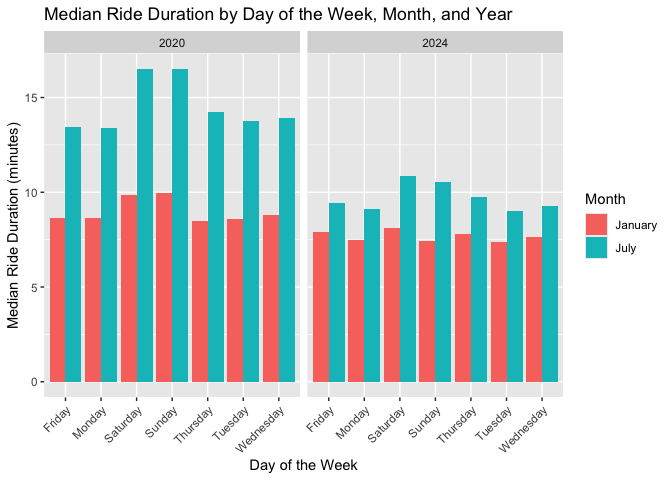 Median Ride Duration by Day of the Week, Month, and Year
2020
2024
Median Ride Duration (minutes)
15
10
5
0
Friday
Monday
Saturday
Sunday
Thursday
Tuesday
Wednesday
Friday
Monday
Saturday
Sunday
Thursday
Tuesday
Wednesday
Day of the Week
Month
January
July